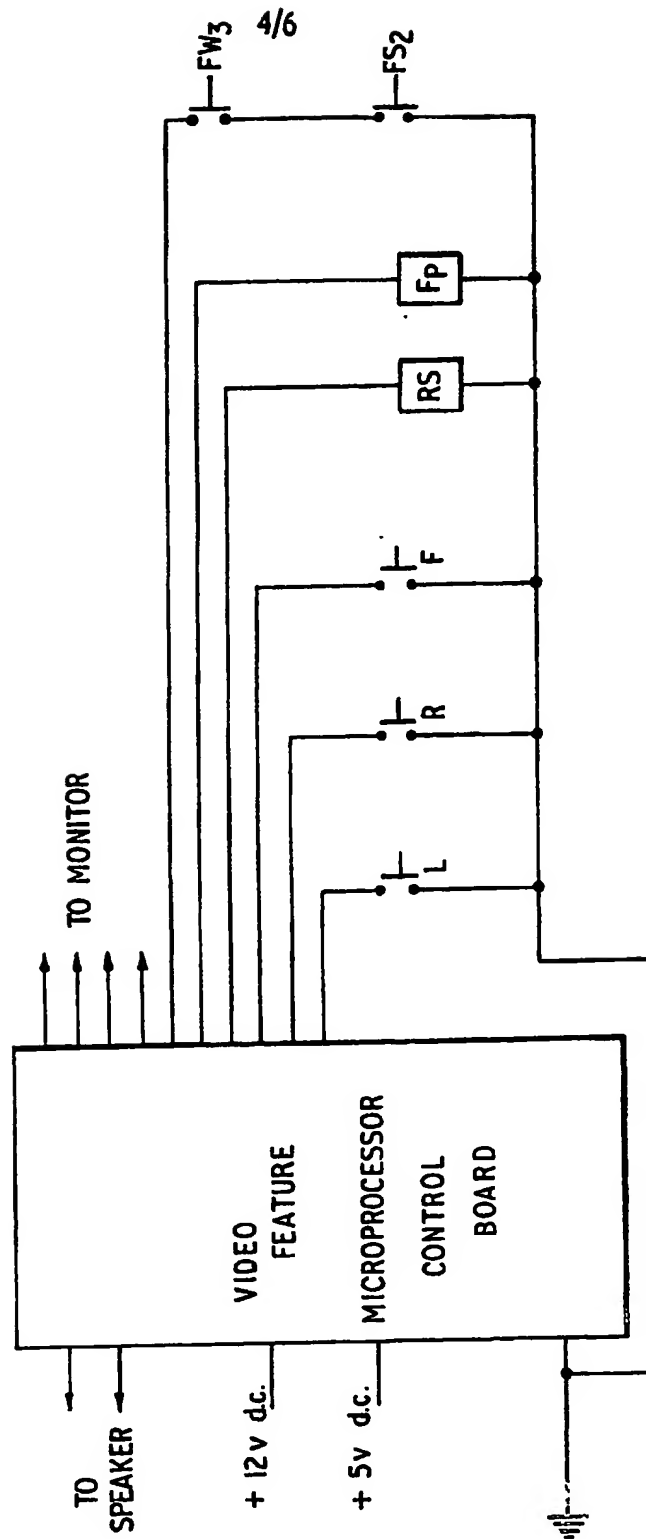 4/6
FW3
FS2
FP
RS
F
R
L
TO MONITOR
VIDEO
FEATURE
MICROPROCESSOR
CONTROL
BOARD
TO
SPEAKER
+ 12v d.c.
+ 5v d.c.